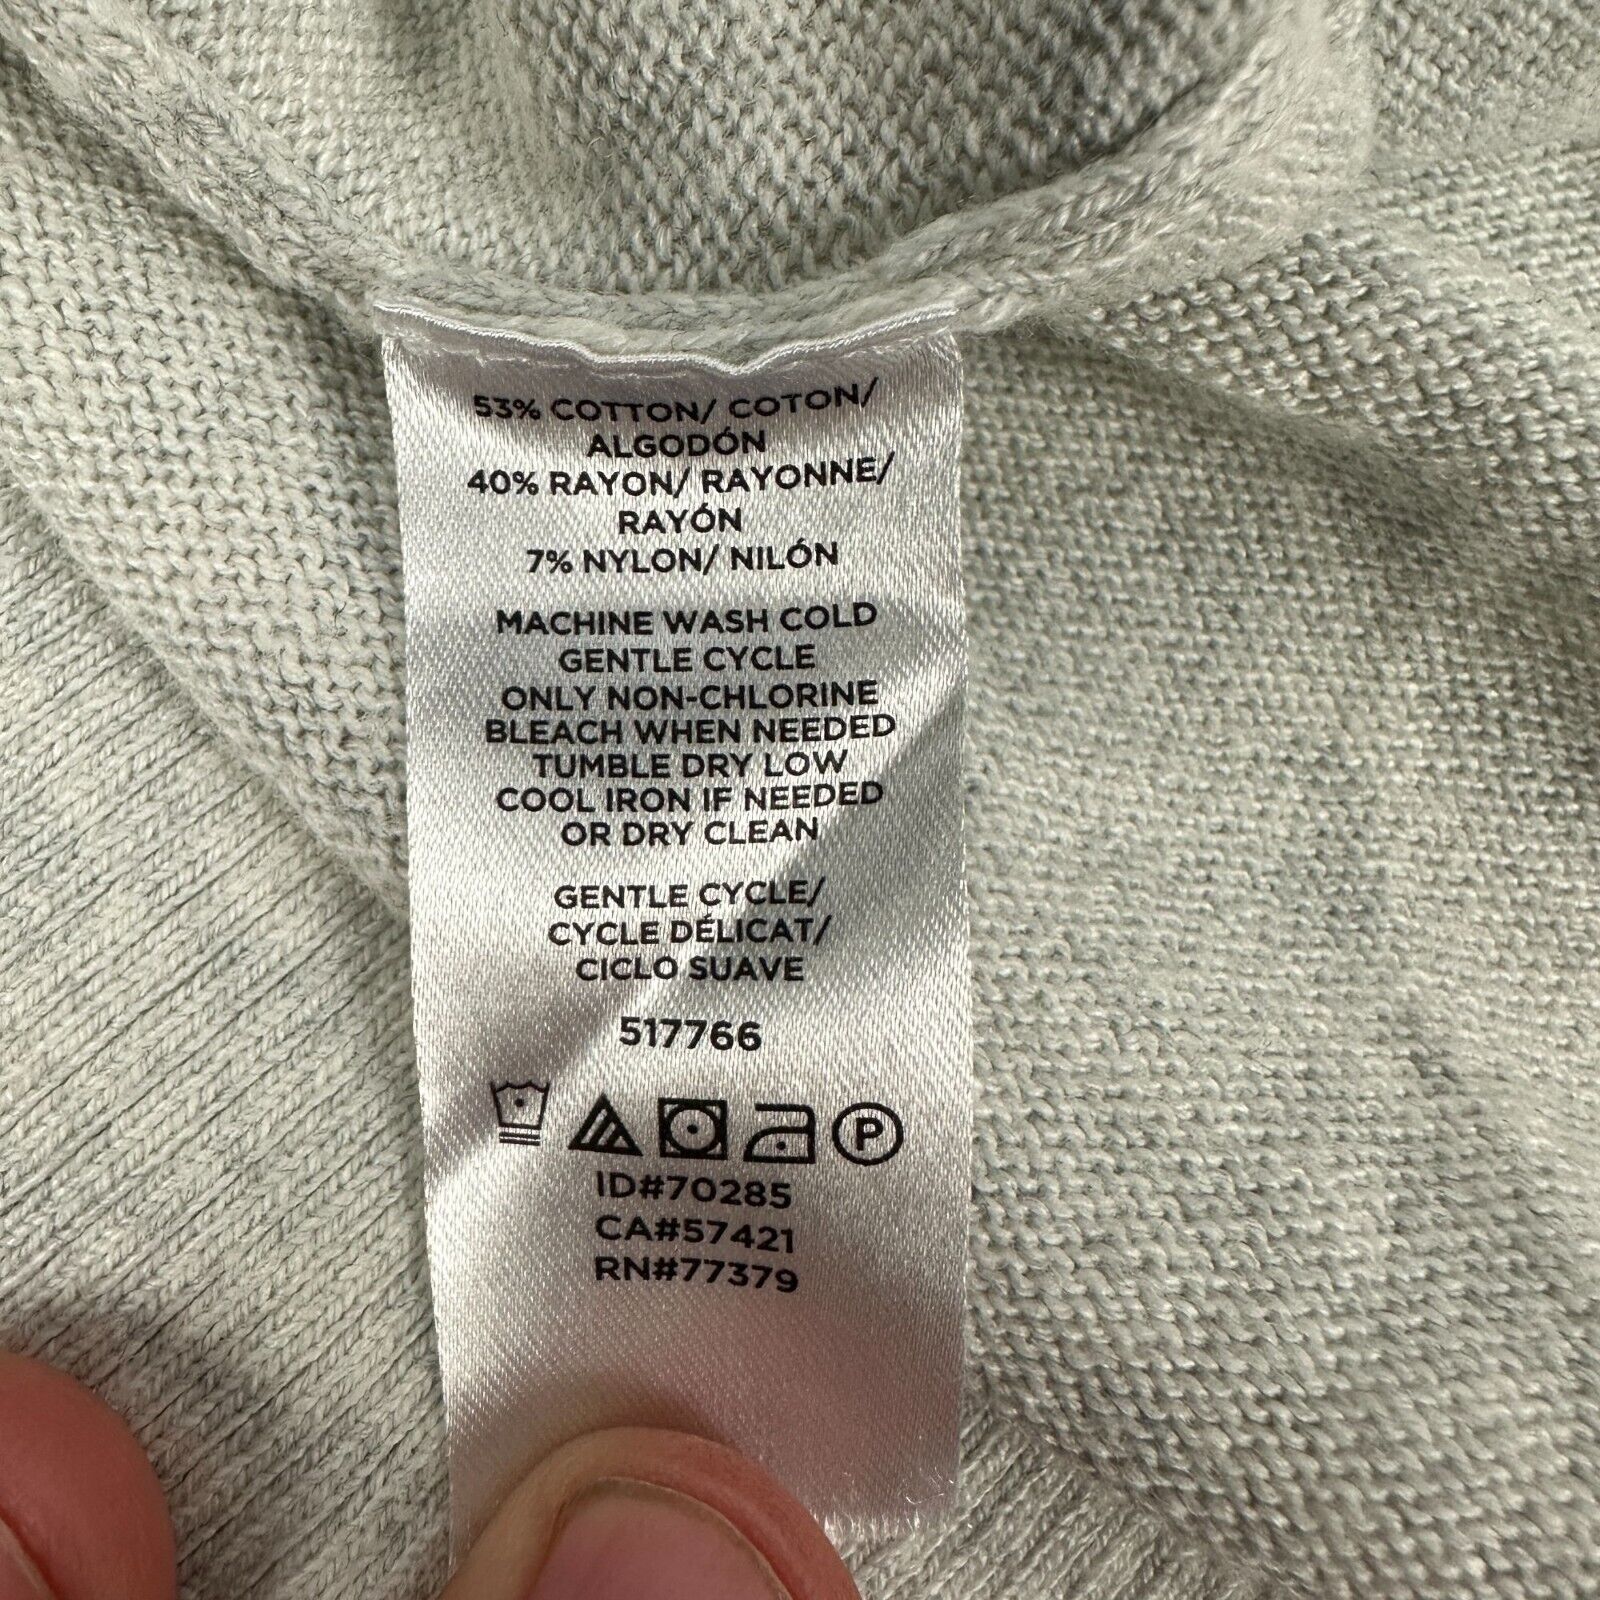 53% COTTON/ COTON/
ALGODÓN
40% RAYON/ RAYONNE/
RAYÓN
7% NYLON/ NILÓN
MACHINE WASH COLD
GENTLE CYCLE
ONLY NON-CHLORINE
BLEACH WHEN NEEDED
TUMBLE DRY LOW
COOL IRON IF NEEDED
OR DRY CLEAN
GENTLE CYCLE/
CYCLE DÉLICAT/
CICLO SUAVE
517766
P
ID#70285
CA#57421
RN#77379